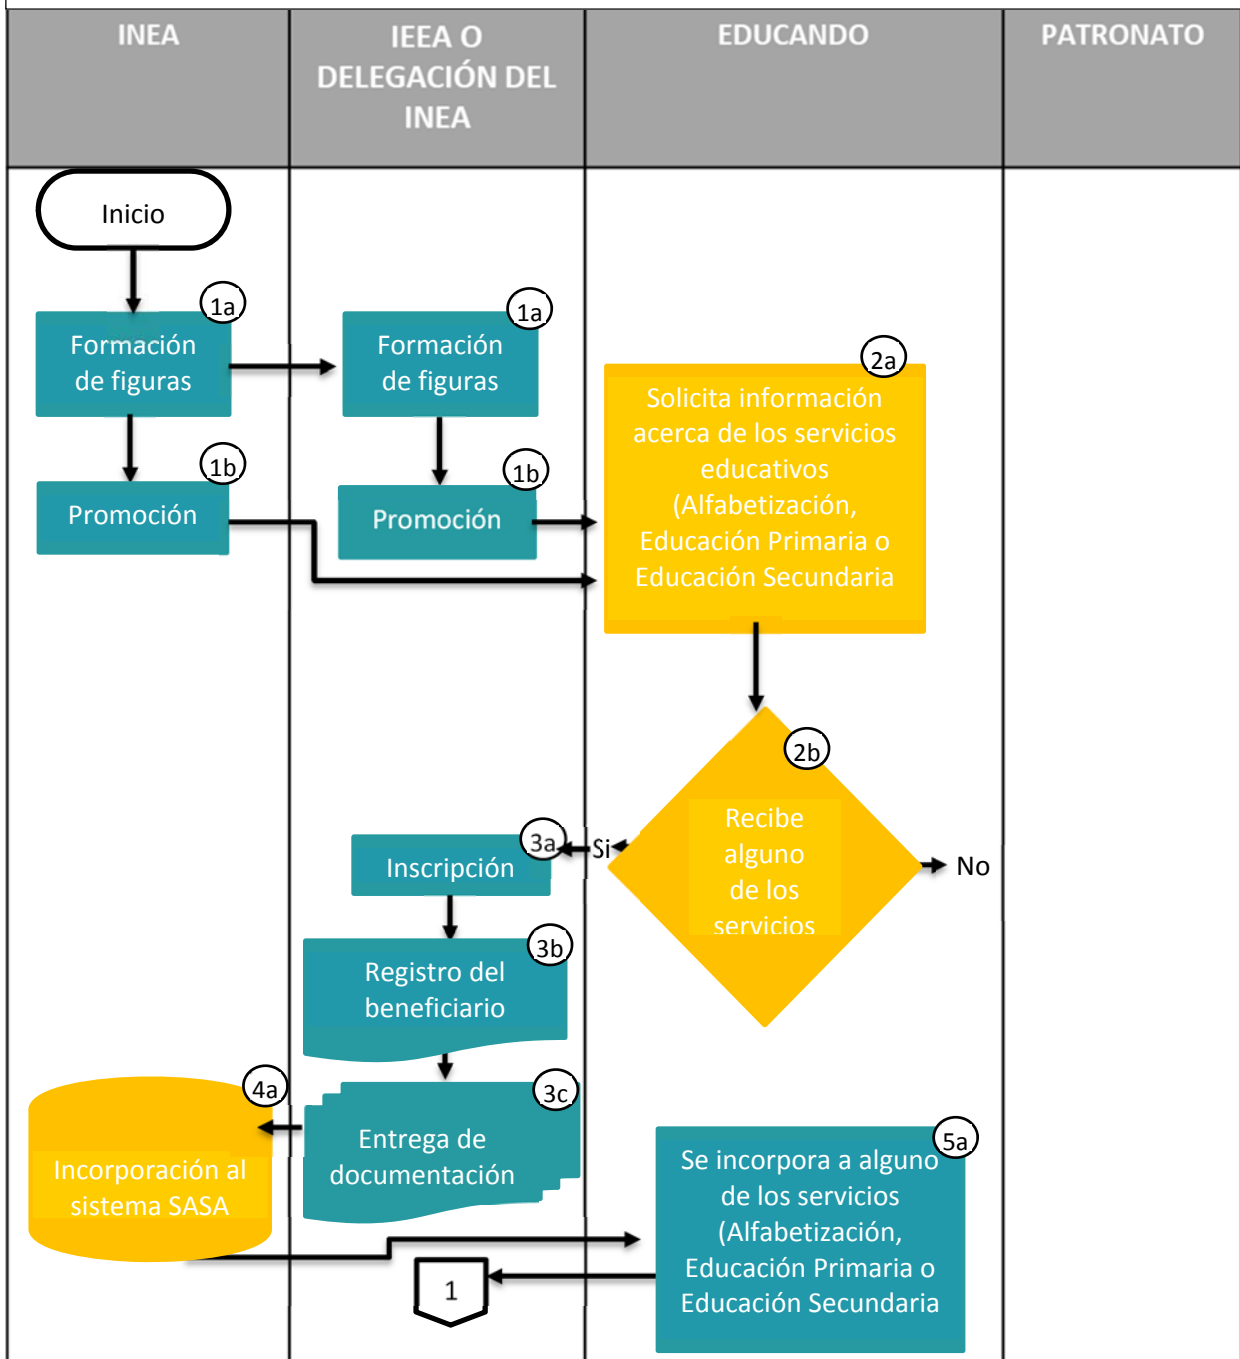 INEA
IEEA O
DELEGACIÓN DEL
INEA
EDUCANDO
PATRONATO
Inicio
1a
Formación
de figuras
1a
Formación
de figuras
2a
Solicita información
acerca de los servicios
educativos
(Alfabetización,
Educación Primaria o
Educación Secundaria
1b
Promoción
1b
Promoción
2b
Recibe
alguno
de los
servicios
Si
No
3a
Inscripción
3b
Registro del
beneficiario
3c
Entrega de
documentación
4a
Incorporación al
sistema SASA
5a
Se incorpora a alguno
de los servicios
(Alfabetización,
Educación Primaria o
Educación Secundaria
1